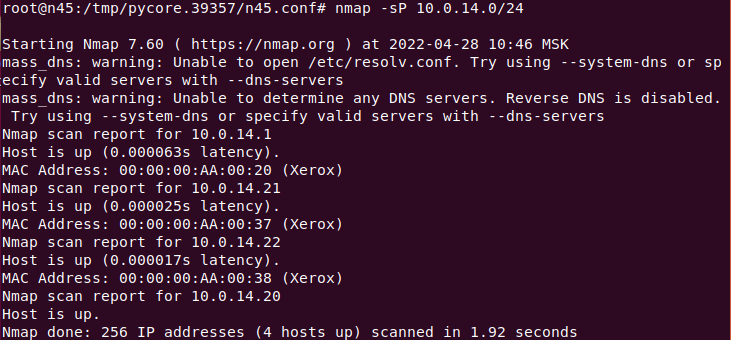 root@n45:/tmp/pycore.39357/n45.conf# nmap -sP 10.0.14.0/24
Starting Nmap 7.60 ( https://nmap.org ) at 2022-04-28 10:46 MSK
mass_dns: warning: Unable to open /etc/resolv.conf. Try using --system-dns or sp
ecify valid servers with --dns-servers
mass_dns: warning: Unable to determine any DNS servers. Reverse DNS is disabled.
 Try using --system-dns or specify valid servers with --dns-servers
Nmap scan report for 10.0.14.1
Host is up (0.000063s latency).
MAC Address: 00:00:00:AA:00:20 (Xerox)
Nmap scan report for 10.0.14.21
Host is up (0.000025s latency).
MAC Address: 00:00:00:AA:00:37 (Xerox)
Nmap scan report for 10.0.14.22
Host is up (0.000017s latency).
MAC Address: 00:00:00:AA:00:38 (Xerox)
Nmap scan report for 10.0.14.20
Host is up.
Nmap done: 256 IP addresses (4 hosts up) scanned in 1.92 seconds